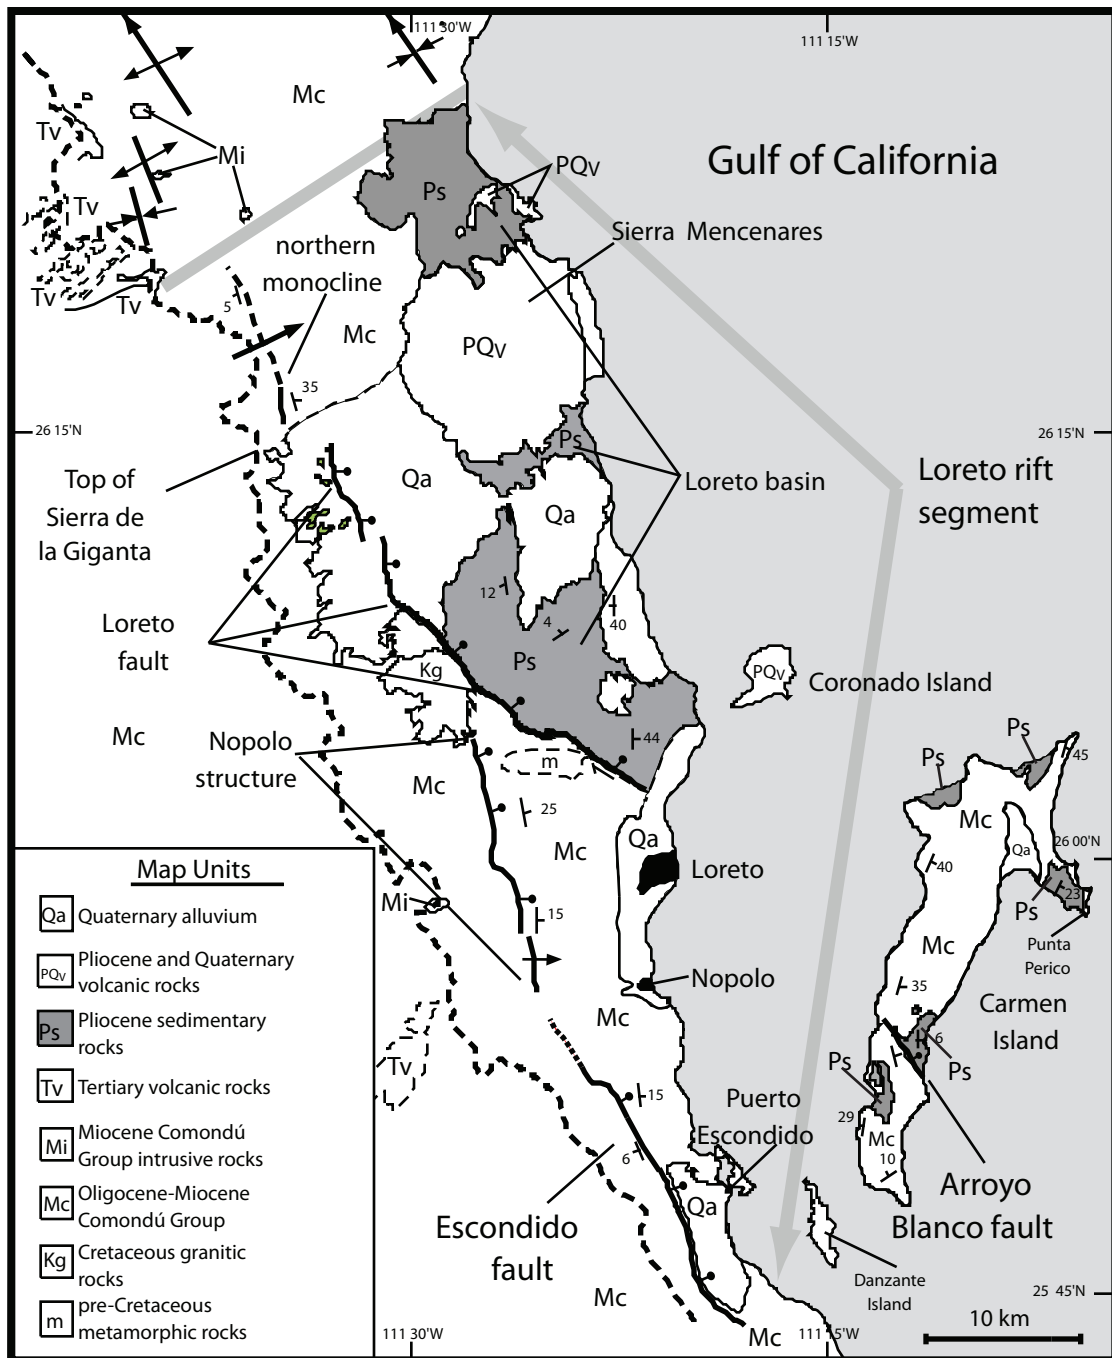 111 30'W
111 15'W
Mc
Tv
Mi
Ps
PQv
Gulf of California
Tv
Sierra Mencenares
northern
monocline
Tv
Tv
5
Mc
PQv
35
26 15'N
26 15'N
Ps
Top of
Sierra de
la Giganta
Qa
Loreto basin
Loreto rift
segment
Qa
12
4
40
Loreto
fault
Ps
Kg
PQv
Coronado Island
Mc
Nopolo
structure
44
m
Ps
Ps
45
Mc
25
Mc
Qa
Mc
Qa
26 00'N
40
Loreto
23
Ps
Mi
15
Mc
Punta
Perico
Nopolo
35
Carmen
Island
Mc
6
Ps
Ps
Tv
15
Puerto
Escondido
29
Mc
10
6
Arroyo
Blanco fault
Qa
Escondido
fault
Danzante
Island
Mc
25 45'N
10 km
111 30'W
Mc
111 15'W
Map Units
Qa Quaternary alluvium
PQv Pliocene and Quaternary
volcanic rocks
Ps Pliocene sedimentary
rocks
Tv Tertiary volcanic rocks
Mi Miocene Comondú
Group intrusive rocks
Mc Oligocene-Miocene
Comondú Group
Kg Cretaceous granitic
rocks
m pre-Cretaceous
metamorphic rocks